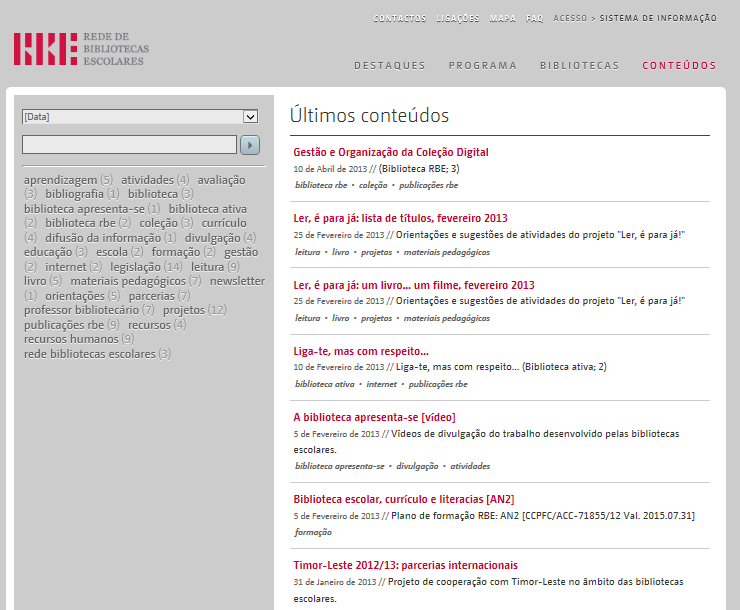 CONTACTOS LIGAÇÕES MAPA FAQ ACESSO > SISTEMA DE INFORMAÇÃO
RBE REDE DE
BIBLIOTECAS
ESCOLARES
DESTAQUES PROGRAMA BIBLIOTECAS CONTEÚDOS
[Data]
aprendizagem (5) atividades (4) avaliação
(3) bibliografia (1) biblioteca (3)
biblioteca apresenta-se (1) biblioteca ativa
(2) biblioteca rbe (2) coleção (3) currículo
(4) difusão da informação (1) divulgação (4)
educação (3) escola (2) formação (2) gestão
(2) internet (2) legislação (14) leitura (9)
livro (5) materiais pedagógicos (7) newsletter
(1) orientações (5) parcerias (7)
professor bibliotecário (7) projetos (12)
publicações rbe (9) recursos (4)
recursos humanos (9)
rede bibliotecas escolares (3)
Últimos conteúdos
Gestão e Organização da Coleção Digital
10 de Abril de 2013 // (Biblioteca RBE; 3)
biblioteca rbe • coleção • publicações rbe
Ler, é para já: lista de títulos, fevereiro 2013
25 de Fevereiro de 2013 // Orientações e sugestões de atividades do projeto "Ler, é para já!"
leitura • livro • projetos • materiais pedagógicos
Ler, é para já: um livro... um filme, fevereiro 2013
25 de Fevereiro de 2013 // Orientações e sugestões de atividades do projeto "Ler, é para já!"
leitura • livro • projetos • materiais pedagógicos
Liga-te, mas com respeito...
10 de Fevereiro de 2013 // Liga-te, mas com respeito... (Biblioteca ativa; 2)
biblioteca ativa • internet • publicações rbe
A biblioteca apresenta-se [vídeo]
5 de Fevereiro de 2013 // Vídeos de divulgação do trabalho desenvolvido pelas bibliotecas
escolares.
biblioteca apresenta-se • divulgação • atividades
Biblioteca escolar, currículo e literacias [AN2]
5 de Fevereiro de 2013 // Plano de formação RBE: AN2 [CCPFC/ACC-71855/12 Val. 2015.07.31]
formação
Timor-Leste 2012/13: parcerias internacionais
31 de Janeiro de 2013 // Projeto de cooperação com Timor-Leste no âmbito das bibliotecas
escolares.